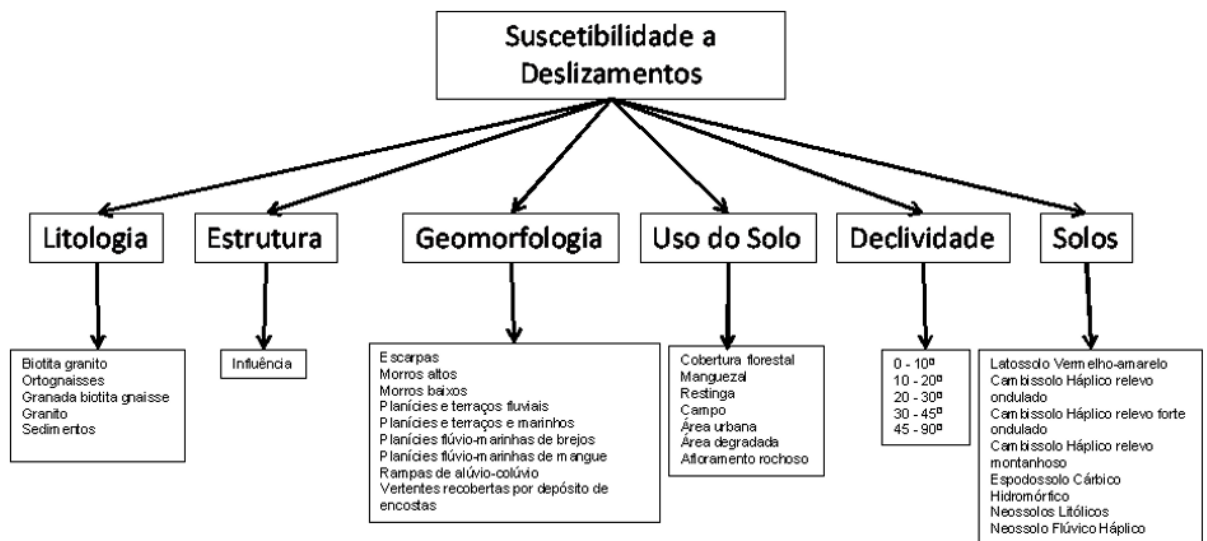 Suscetibilidade a
Deslizamentos
Litologia
Estrutura
Geomorfologia
Uso do Solo
Declividade
Solos
Biotita granito
Ortognaisses
Granada biotita gnaisse
Granito
Sedimentos
Influência
Escarpas
Morros altos
Morros baixos
Planícies e terraços fluviais
Planícies e terraços e marinhos
Planícies flúvio-marinhas de brejos
Planícies flúvio-marinhas de mangue
Rampas de alúvio-colúvio
Vertentes recobertas por depósito de
encostas
Cobertura florestal
Manguezal
Restinga
Campo
Área urbana
Área degradada
Afloramento rochoso
0 - 10º
10 - 20º
20 - 30º
30 - 45º
45 - 90º
Latossolo Vermelho-amarelo
Cambissolo Háplico relevo
ondulado
Cambissolo Háplico relevo forte
ondulado
Cambissolo Háplico relevo
montanhoso
Espodossolo Cárbico
Hidromórfico
Neossolos Litólicos
Neossolo Flúvico Háplico